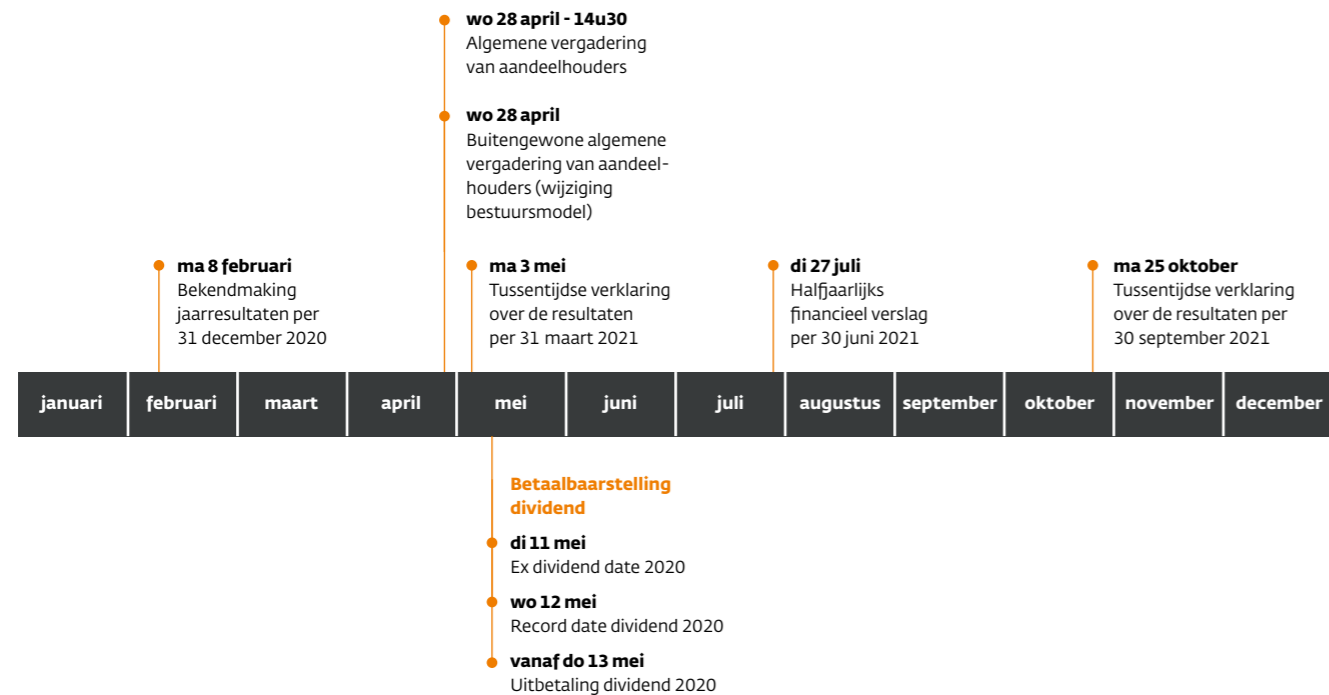 wo 28 april - 14u30
Algemene vergadering
van aandeelhouders
wo 28 april
Buitengewone algemene
vergadering van aandeel-
houders (wijziging
bestuursmodel)
ma 8 februari
Bekendmaking
jaarresultaten per
31 december 2020
ma 3 mei
Tussentijdse verklaring
over de resultaten
per 31 maart 2021
di 27 juli
Halfjaarlijks
financieel verslag
per 30 juni 2021
ma 25 oktober
Tussentijdse verklaring
over de resultaten per
30 september 2021
januari februari maart april mei juni juli augustus september oktober november december
Betaalbaarstelling
dividend
di 11 mei
Ex dividend date 2020
wo 12 mei
Record date dividend 2020
vanaf do 13 mei
Uitbetaling dividend 2020